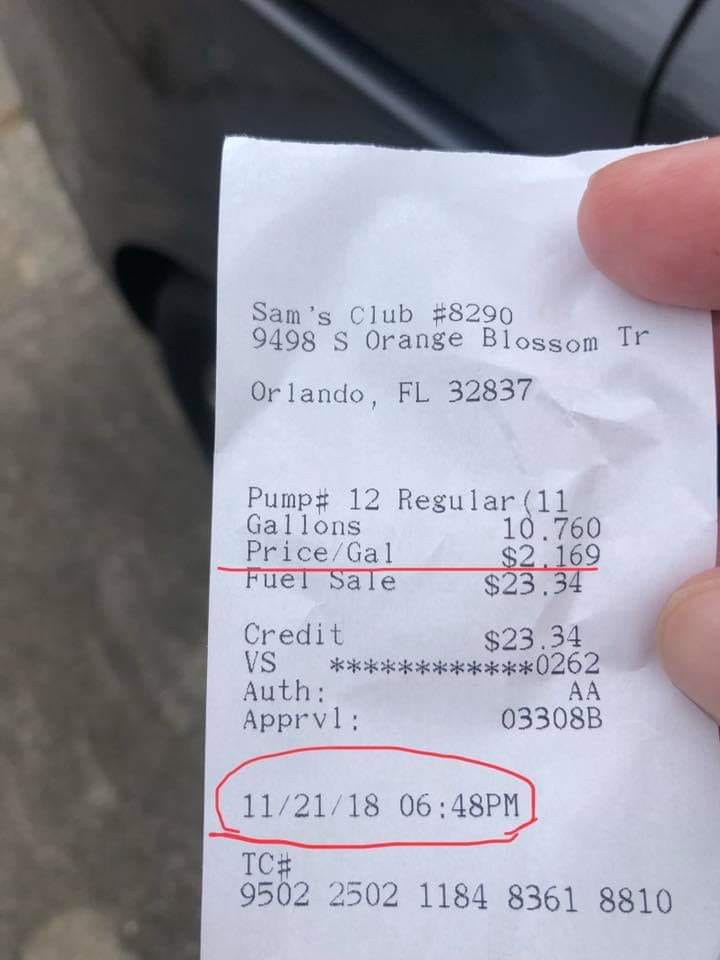 Sam's Club #8290
9498 S Orange Blossom Tr
Orlando, FL 32837
Pump# 12 Regular(11
Gallons 10.760
Price/Gal $2.169
Fuel Sale $23.34
Credit $23.34
VS ************0262
Auth: AA
Apprvl: 03308B
11/21/18 06:48PM
TC#
9502 2502 1184 8361 8810